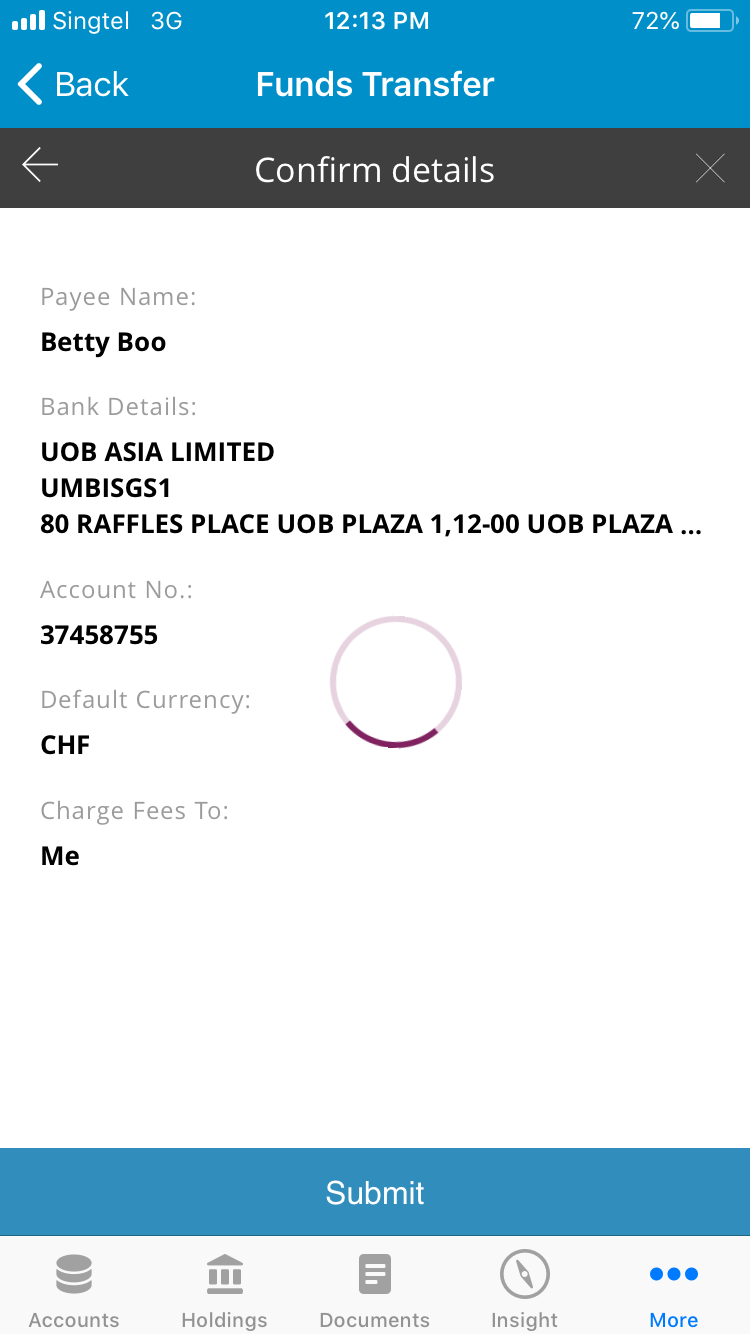 Singtel 3G 12:13 PM 72%
Back Funds Transfer
Confirm details
Payee Name:
Betty Boo
Bank Details:
UOB ASIA LIMITED
UMBISGS1
80 RAFFLES PLACE UOB PLAZA 1,12-00 UOB PLAZA ...
Account No.:
37458755
Default Currency:
CHF
Charge Fees To:
Me
Submit
Accounts Holdings Documents Insight More